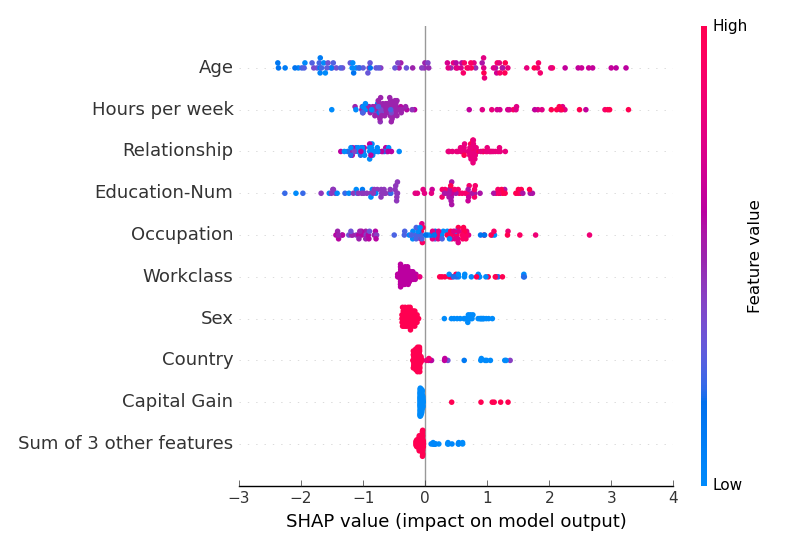 High
Age
Hours per week
Relationship
Education-Num
Occupation
Workclass
Sex
Country
Capital Gain
Sum of 3 other features
Feature value
Low
−3 −2 −1 0 1 2 3 4
SHAP value (impact on model output)